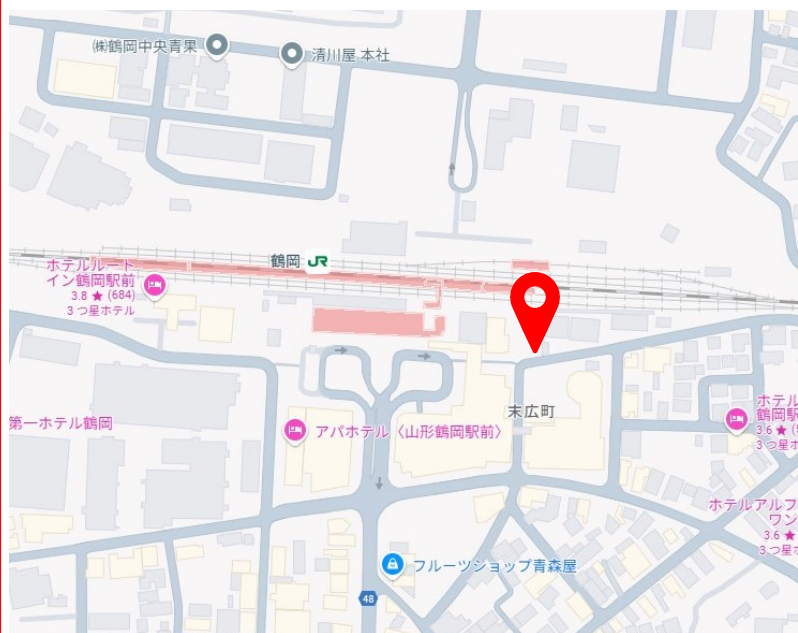 ㈱鶴岡中央青果
清川屋 本社
鶴岡 JR
ホテルルート
イン鶴岡駅前
3.8 ★ (684)
3 つ星ホテル
末広町
ホテル
鶴岡駅
3.6 ★ (
3 つ星ホ
第一ホテル鶴岡
アパホテル〈山形鶴岡駅前〉
ホテルアルフ
ワン
3.6 ★
3 つ星ホ
フルーツショップ青森屋
48